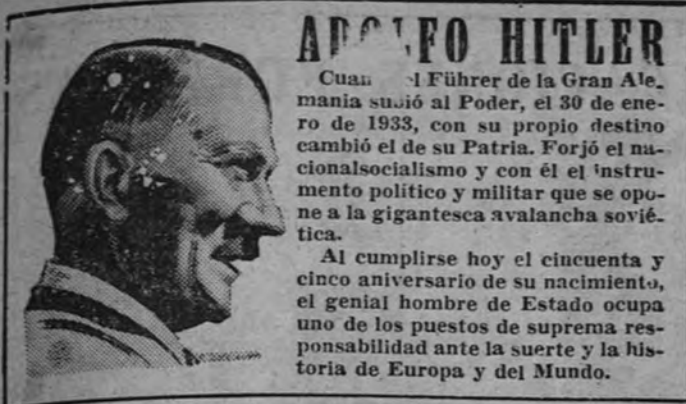 ADOLFO HITLER
Führer de la Gran Ale-
mania subió al Poder, el 30 de ene-
ro de 1933, con su propio destino
cambió el de su Patria. Forjó el na-
cionalsocialismo y con él el instru-
mento político y militar que se opo-
ne a la gigantesca avalancha sovié-
tica.
Al cumplirse hoy el cincuenta y
cinco aniversario de su nacimiento,
el genial hombre de Estado ocupa
uno de los puestos de suprema res-
ponsabilidad ante la suerte y la his-
toria de Europa y del Mundo.